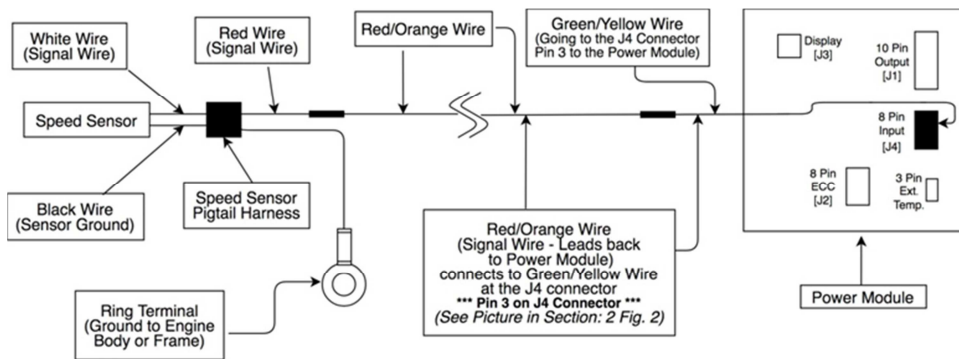 White Wire
(Signal Wire)
Red Wire
(Signal Wire)
Red/Orange Wire
Green/Yellow Wire
(Going to the J4 Connector
Pin 3 to the Power Module)
Display
[J3]
10 Pin
Output
[J1]
Speed Sensor
8 Pin
Input
[J4]
Black Wire
(Sensor Ground)
Speed Sensor
Pigtail Harness
8 Pin
ECC
[J2]
3 Pin
Ext.
Temp.
Red/Orange Wire
(Signal Wire - Leads back
to Power Module)
connects to Green/Yellow Wire
at the J4 connector
*** Pin 3 on J4 Connector ***
(See Picture in Section: 2 Fig. 2)
Ring Terminal
(Ground to Engine
Body or Frame)
Power Module